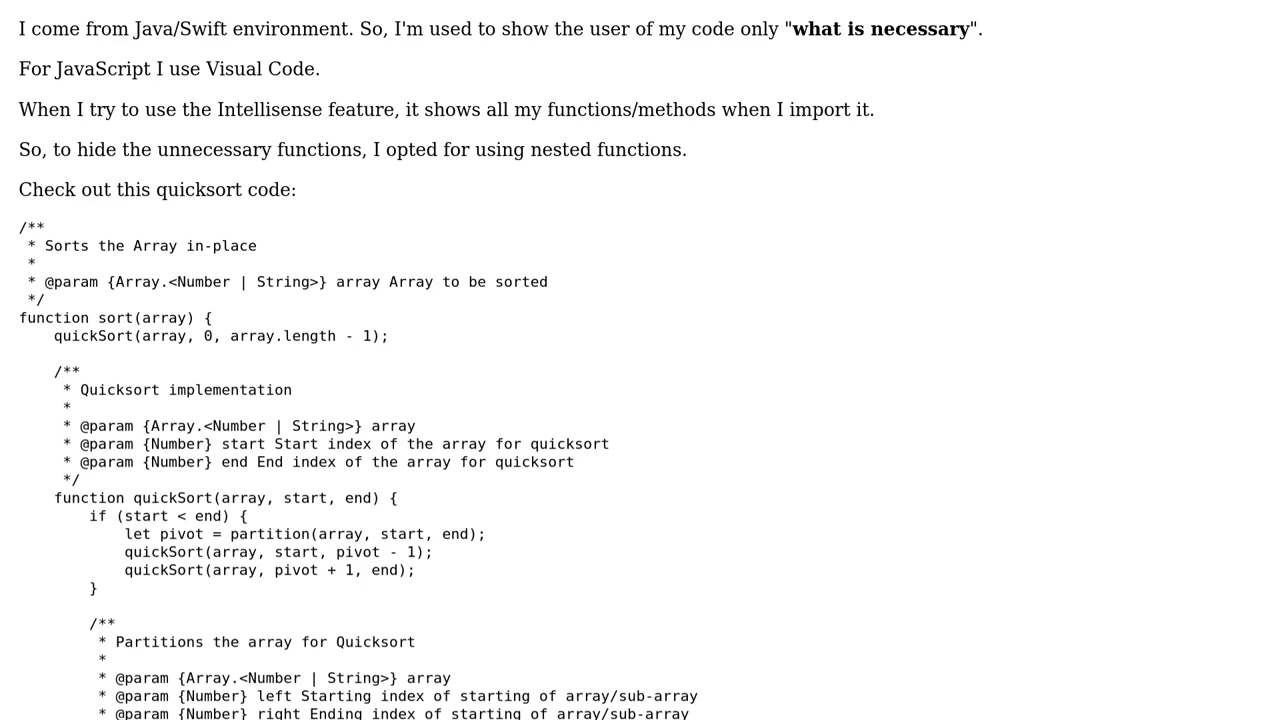 I come from Java/Swift environment. So, I'm used to show the user of my code only "what is necessary".
For JavaScript I use Visual Code.
When I try to use the Intellisense feature, it shows all my functions/methods when I import it.
So, to hide the unnecessary functions, I opted for using nested functions.
Check out this quicksort code:
/**
 * Sorts the Array in-place
 *
 * @param {Array.<Number | String>} array Array to be sorted
 */
function sort(array) {
    quickSort(array, 0, array.length - 1);

    /**
     * Quicksort implementation
     *
     * @param {Array.<Number | String>} array
     * @param {Number} start Start index of the array for quicksort
     * @param {Number} end End index of the array for quicksort
     */
    function quickSort(array, start, end) {
        if (start < end) {
            let pivot = partition(array, start, end);
            quickSort(array, start, pivot - 1);
            quickSort(array, pivot + 1, end);
        }

        /**
         * Partitions the array for Quicksort
         *
         * @param {Array.<Number | String>} array
         * @param {Number} left Starting index of starting of array/sub-array
         * @param {Number} right Ending index of starting of array/sub-array